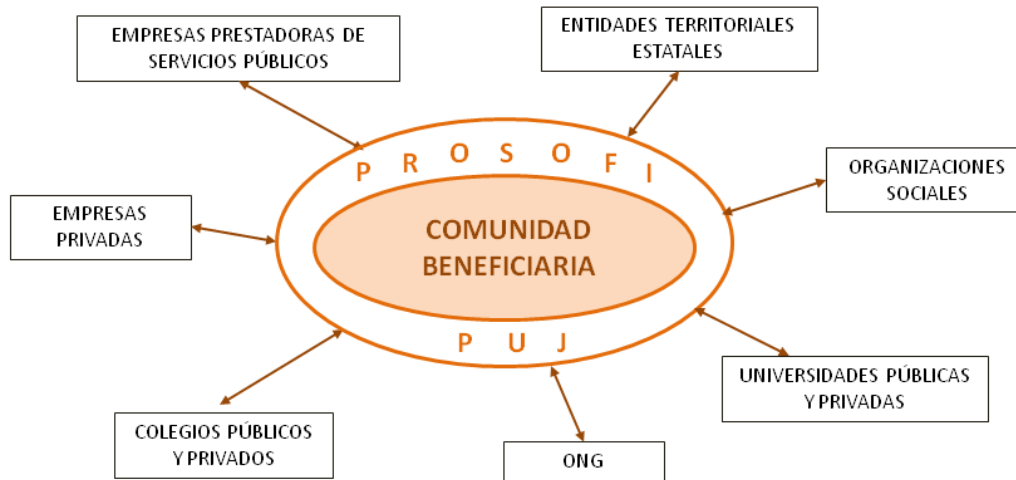 EMPRESAS PRESTADORAS DE
SERVICIOS PÚBLICOS
ENTIDADES TERRITORIALES
ESTATALES
P R O S O F I
ORGANIZACIONES
SOCIALES
EMPRESAS
PRIVADAS
COMUNIDAD
BENEFICIARIA
P U J
UNIVERSIDADES PÚBLICAS
Y PRIVADAS
COLEGIOS PÚBLICOS
Y PRIVADOS
ONG